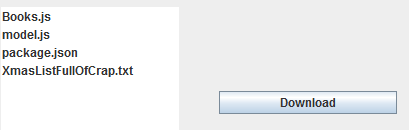 Books.js
model.js
package.json
XmasListFullOfCrap.txt
Download